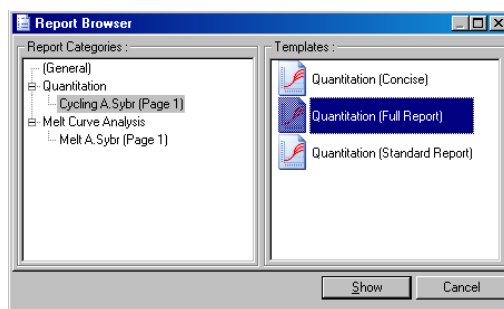 Report Browser
Report Categories :
(General)
Quantitation
Cycling A.Sybr (Page 1)
Melt Curve Analysis
Melt A.Sybr (Page 1)
Templates :
Quantitation (Concise)
Quantitation (Full Report)
Quantitation (Standard Report)
Show
Cancel